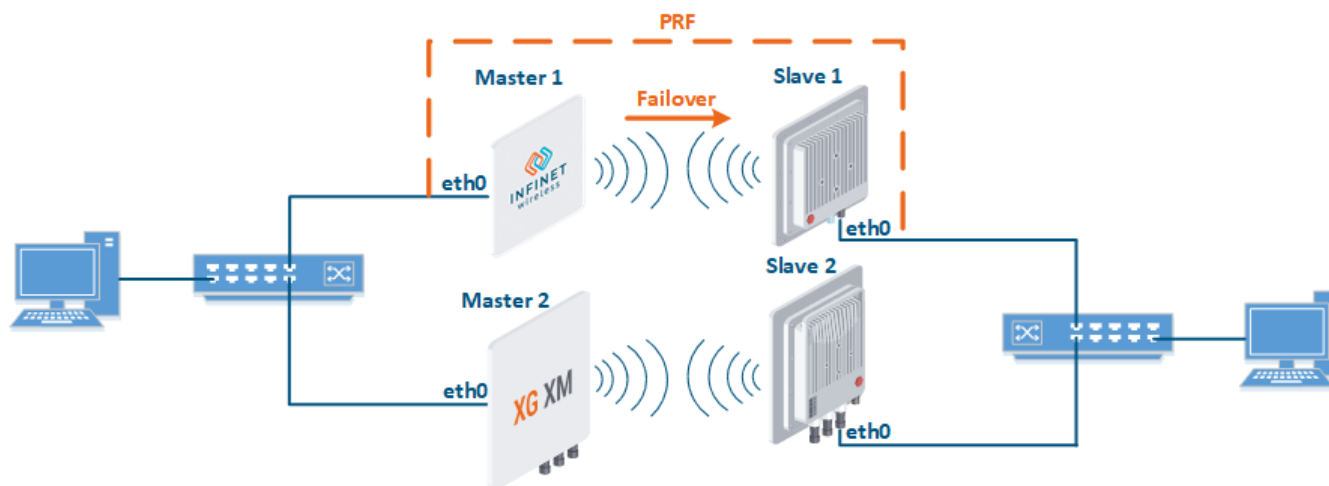 PRF
Master 1
Slave 1
Failover
INFINET
wireless
eth0
eth0
Slave 2
Master 2
XG XM
eth0
eth0